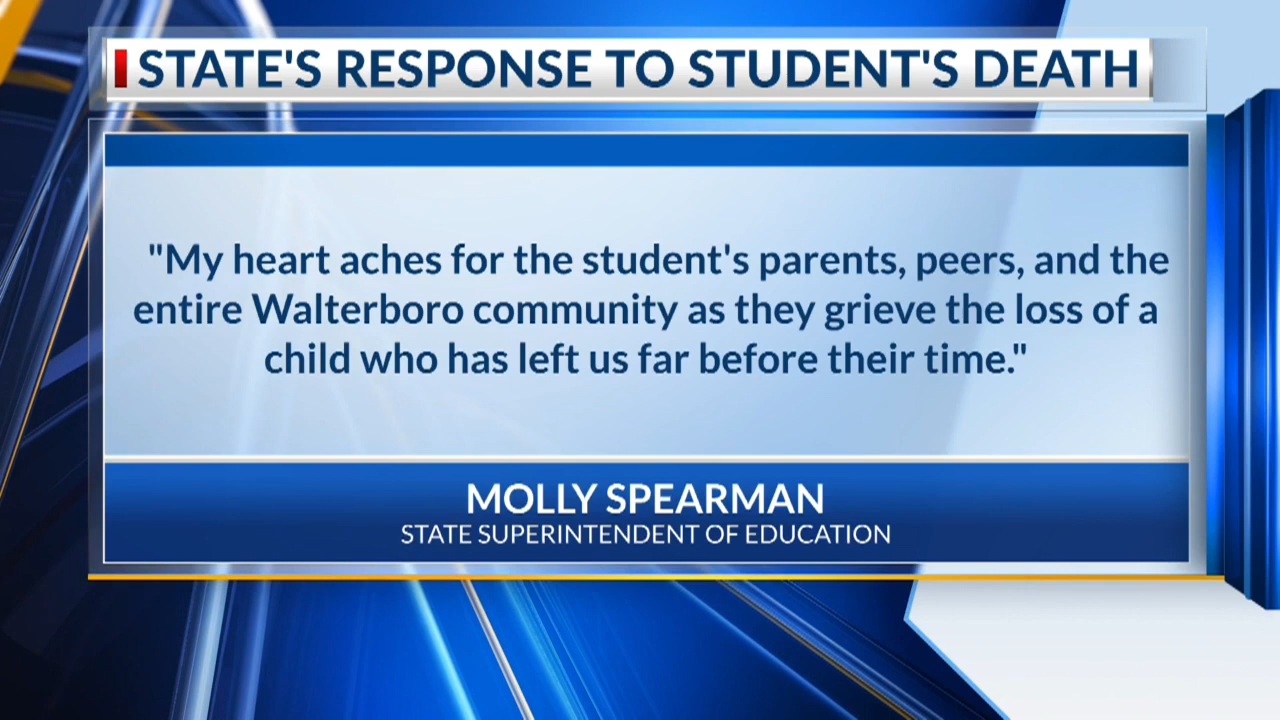 STATE'S RESPONSE TO STUDENT'S DEATH
"My heart aches for the student's parents, peers, and the
entire Walterboro community as they grieve the loss of a
child who has left us far before their time."
MOLLY SPEARMAN
STATE SUPERINTENDENT OF EDUCATION